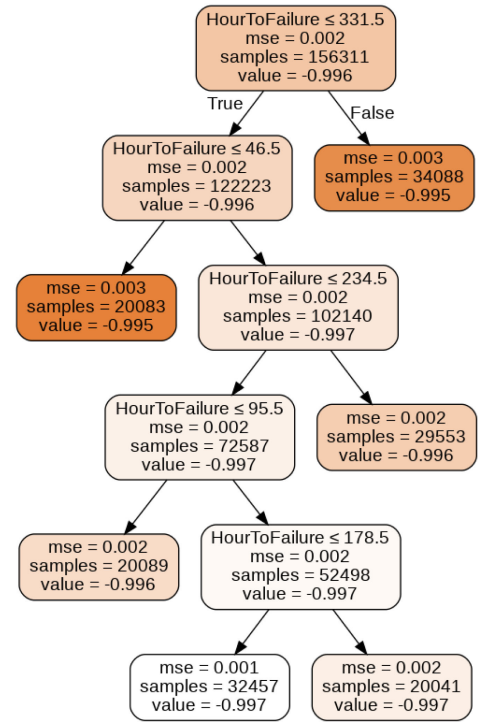 HourToFailure ≤ 331.5
mse = 0.002
samples = 156311
value = -0.996
True
False
HourToFailure ≤ 46.5
mse = 0.002
samples = 122223
value = -0.996
mse = 0.003
samples = 34088
value = -0.995
mse = 0.003
samples = 20083
value = -0.995
HourToFailure ≤ 234.5
mse = 0.002
samples = 102140
value = -0.997
HourToFailure ≤ 95.5
mse = 0.002
samples = 72587
value = -0.997
mse = 0.002
samples = 29553
value = -0.996
mse = 0.002
samples = 20089
value = -0.996
HourToFailure ≤ 178.5
mse = 0.002
samples = 52498
value = -0.997
mse = 0.001
samples = 32457
value = -0.997
mse = 0.002
samples = 20041
value = -0.997